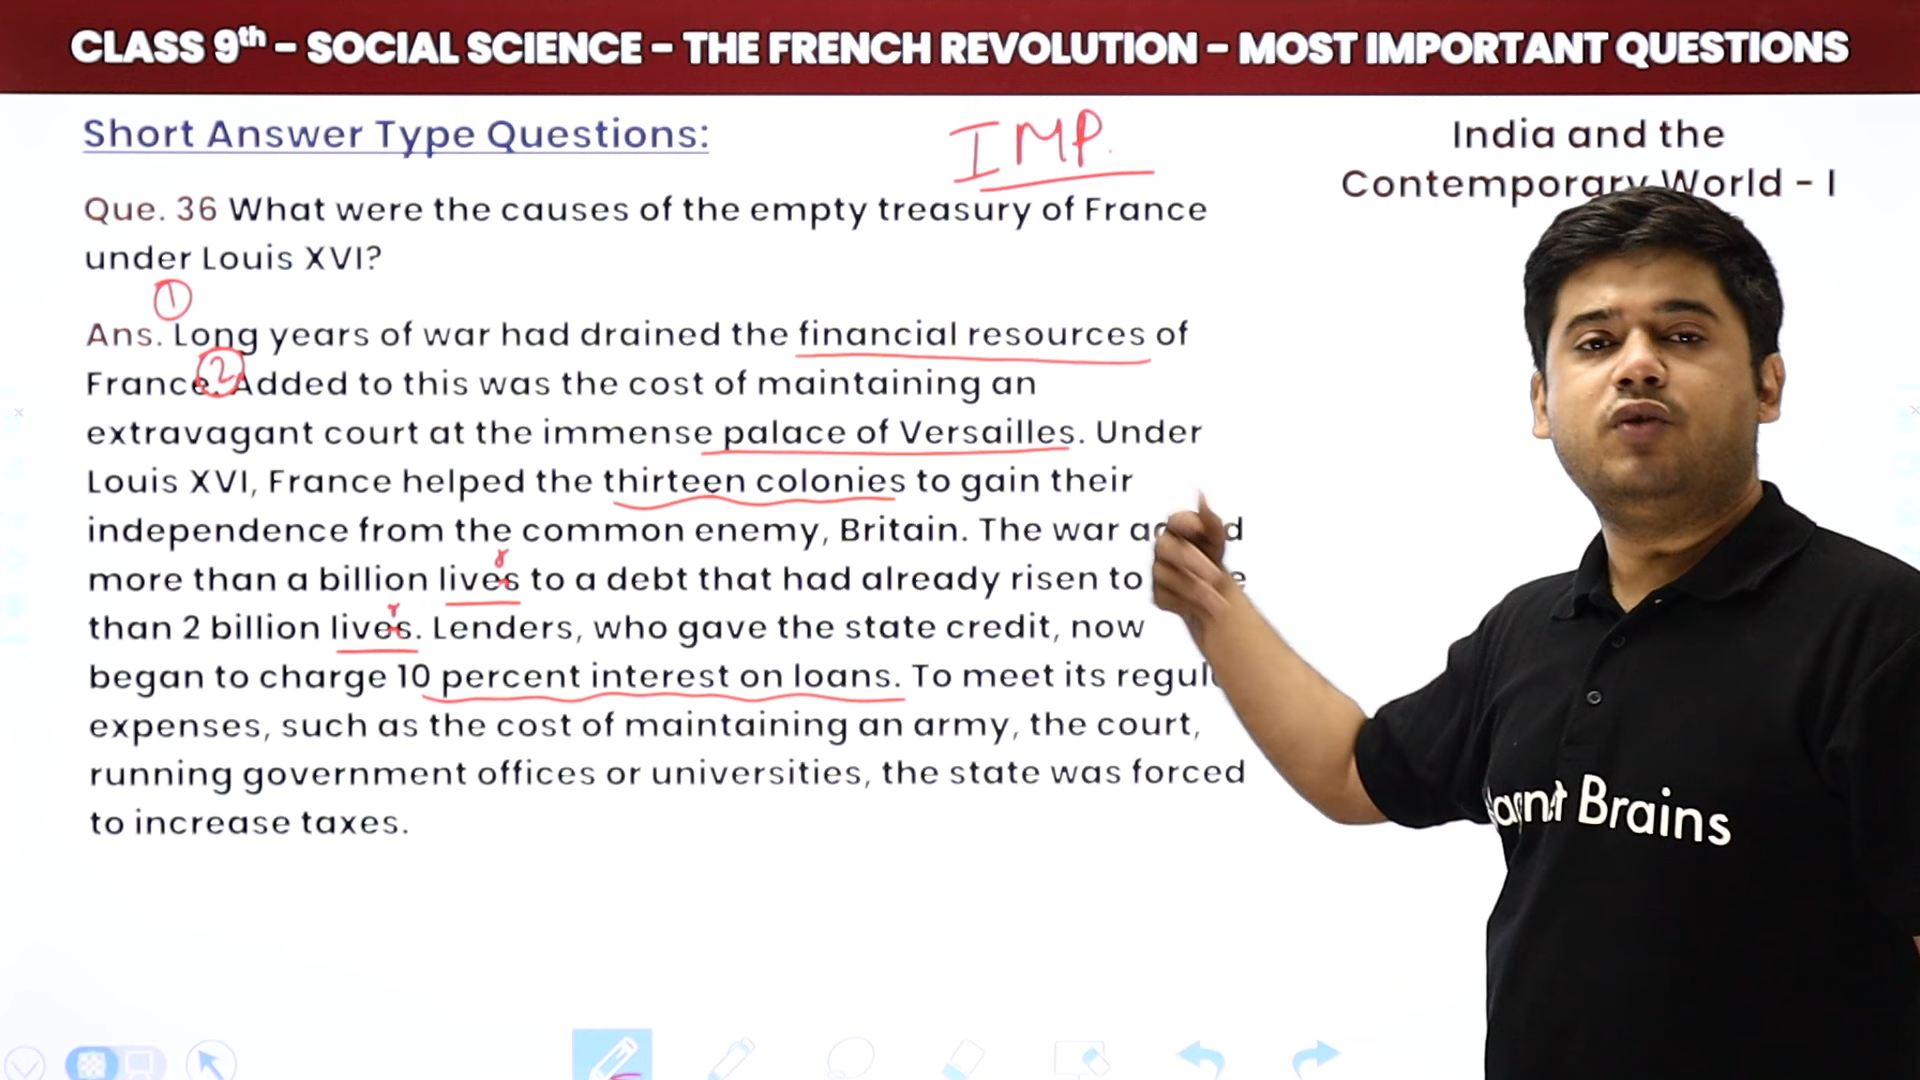 CLASS 9th – SOCIAL SCIENCE – THE FRENCH REVOLUTION – MOST IMPORTANT QUESTIONS
Short Answer Type Questions:
IMP.
India and the
Contemporary World - I
Que. 36 What were the causes of the empty treasury of France
under Louis XVI?
1
Ans. Long years of war had drained the financial resources of
2
France. Added to this was the cost of maintaining an
extravagant court at the immense palace of Versailles. Under
Louis XVI, France helped the thirteen colonies to gain their
independence from the common enemy, Britain. The war
r
more than a billion lives to a debt that had already risen to
r
than 2 billion lives. Lenders, who gave the state credit, now
began to charge 10 percent interest on loans. To meet its
expenses, such as the cost of maintaining an army, the court,
running government offices or universities, the state was forced
to increase taxes.
Brains